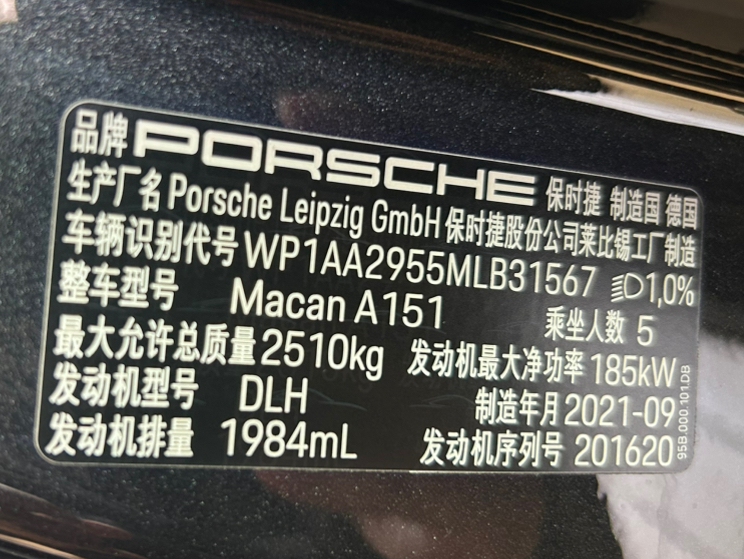 品牌 PORSCHE 保时捷 制造国 德国
生产厂名 Porsche Leipzig GmbH 保时捷股份公司莱比锡工厂制造
车辆识别代号 WP1AA2955MLB31567 1,0%
整车型号 Macan A151 乘坐人数 5
最大允许总质量 2510kg 发动机最大净功率 185kW
发动机型号 DLH 制造年月 2021-09
发动机排量 1984mL 发动机序列号 201620
95B.000.101.DB